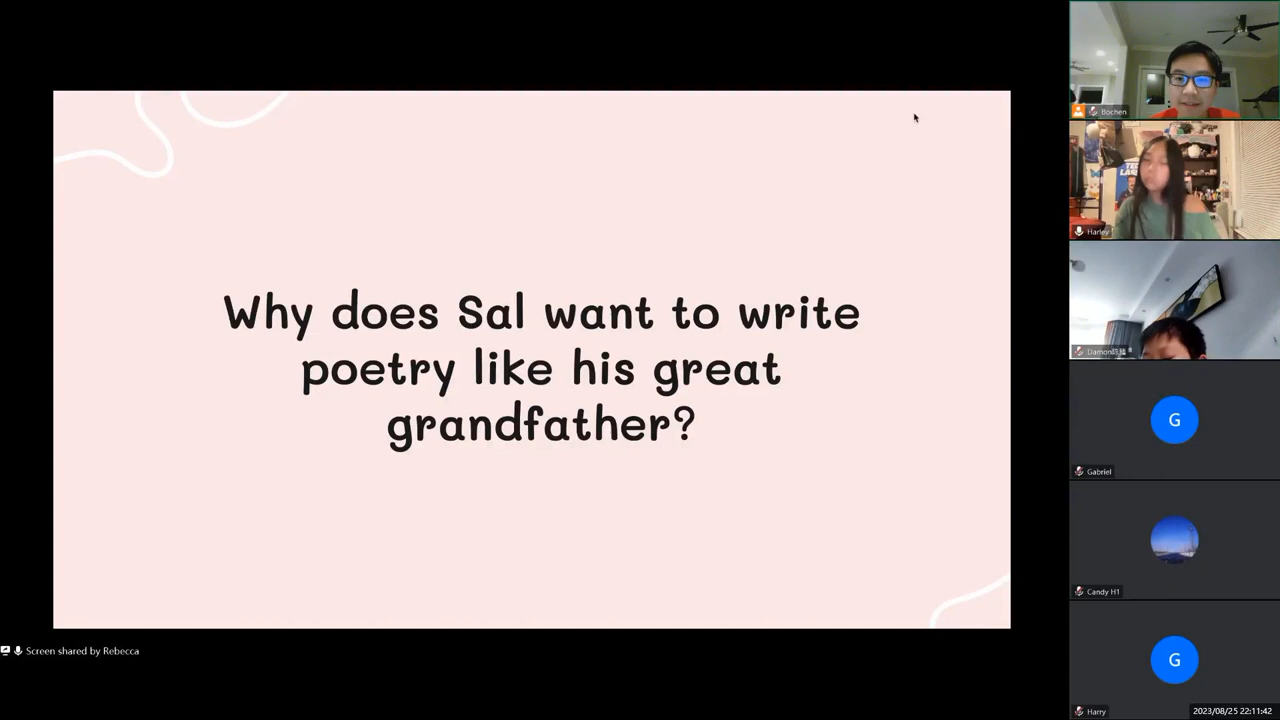 Why does Sal want to write
poetry like his great
grandfather?
Screen shared by Rebecca
Bochen
Harley
Gabriel
Candy H1
Harry
G
G
2023/08/25 22:11:42